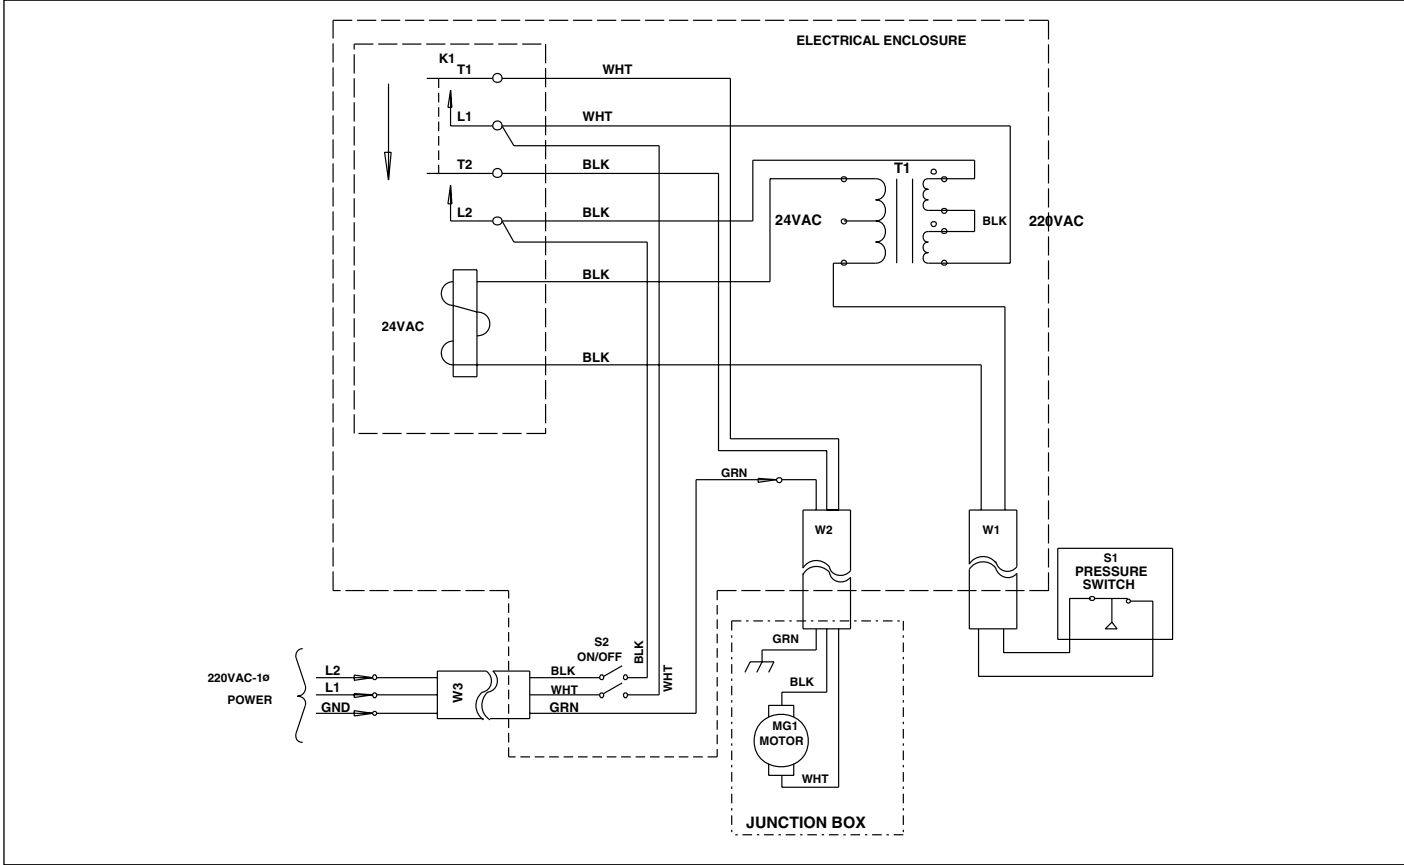 ELECTRICAL ENCLOSURE
K1
T1
WHT
L1
WHT
T2
BLK
T1
L2
BLK
24VAC
BLK
220VAC
BLK
24VAC
BLK
GRN
W2
W1
S1
PRESSURE
SWITCH
S2
ON/OFF
BLK
WHT
GRN
220VAC-1ø
POWER
L2
L1
GND
W3
BLK
WHT
GRN
BLK
MG1
MOTOR
WHT
JUNCTION BOX